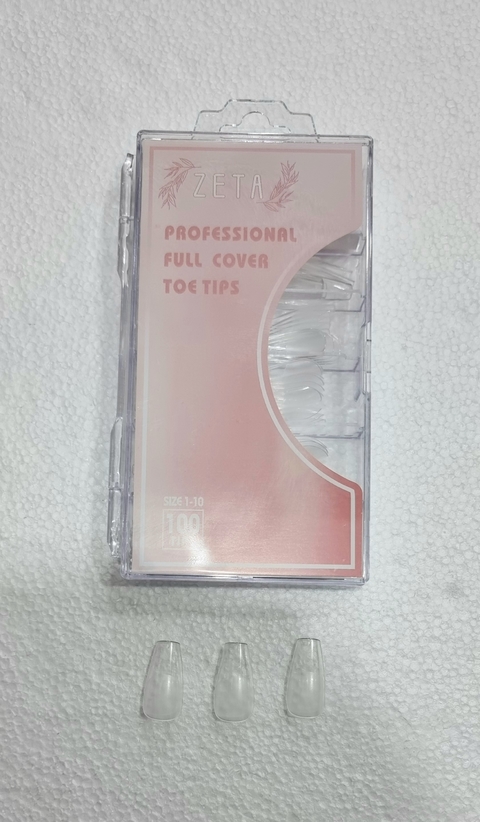 ZETA
PROFESSIONAL
FULL COVER
TOE TIPS
SIZE 1-10
100